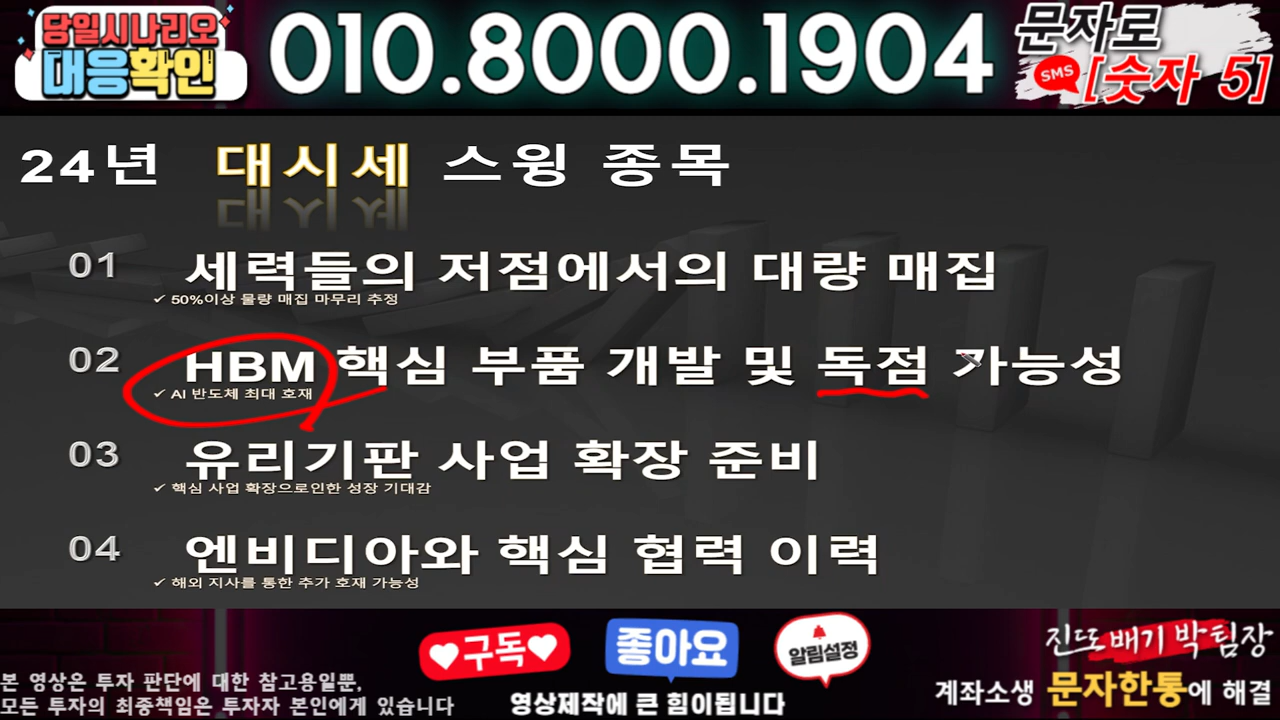 당일시나리오
대응확인
010.8000.1904
문자로
SMS
[숫자 5]
24년 대시세 스윙 종목
01 세력들의 저점에서의 대량 매집
✓ 50%이상 물량 매집 마무리 추정
02 HBM 핵심 부품 개발 및 독점 가능성
✓ AI 반도체 최대 호재
03 유리기판 사업 확장 준비
✓ 핵심 사업 확장으로인한 성장 기대감
04 엔비디아와 핵심 협력 이력
✓ 해외 지사를 통한 추가 호재 가능성
구독
좋아요
알림설정
영상제작에 큰 힘이됩니다
본 영상은 투자 판단에 대한 참고용일뿐,
모든 투자의 최종책임은 투자자 본인에게 있습니다
진또배기 박팀장
계좌소생 문자한통에 해결